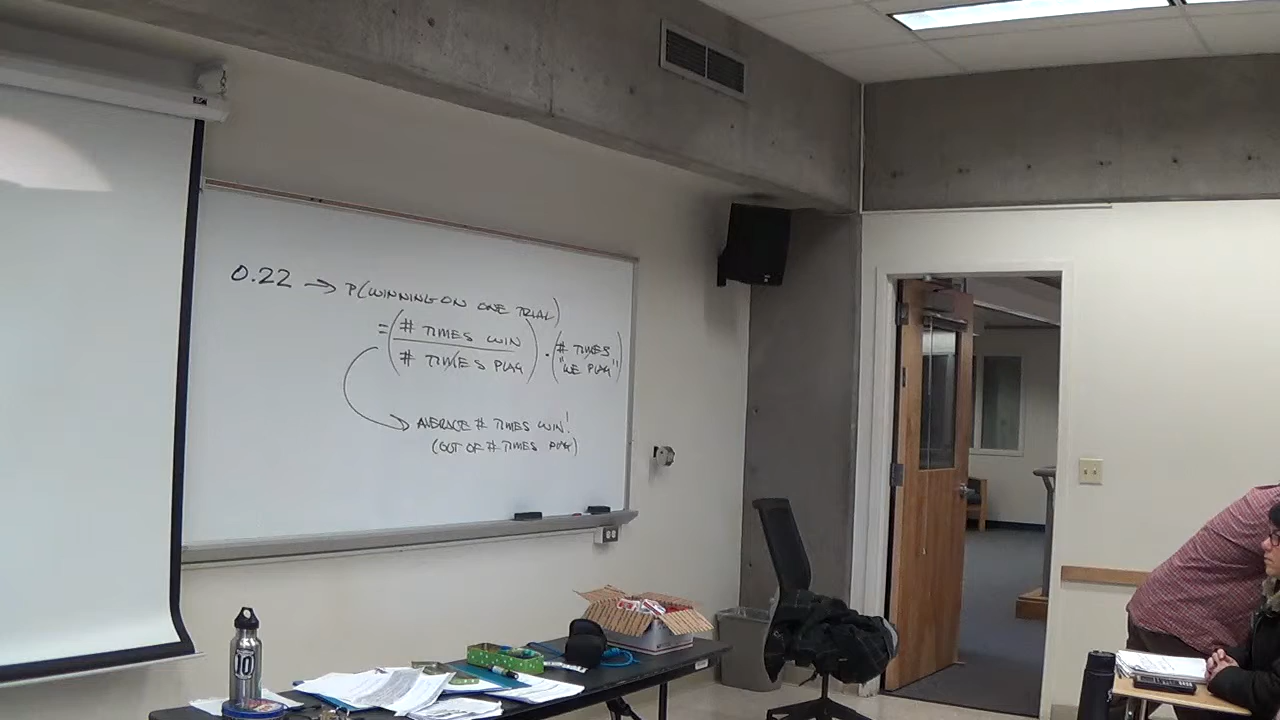 0.22 → P(WINNING ON ONE TRIAL)
= (# TIMES WIN / # TIMES PLAY) · (# TIMES "WE PLAY")
AVERAGE # TIMES WIN!
(OUT OF # TIMES PLAY)
10